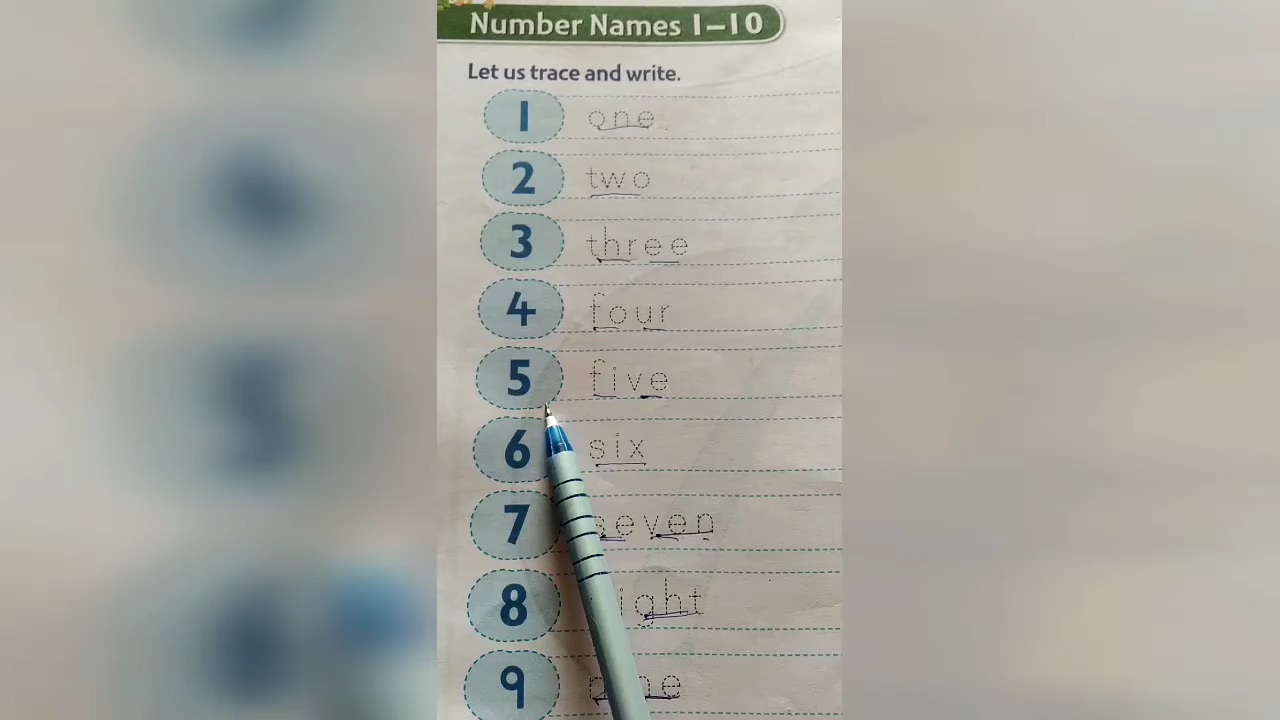 Number Names 1–10
Let us trace and write.
1 one
2 two
3 three
4 four
5 five
6 six
7 seven
8 ight
9